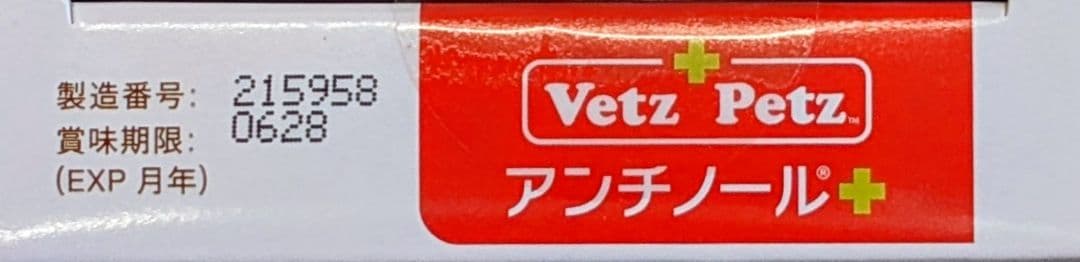 製造番号: 215958
賞味期限: 0628
(EXP 月年)
Vetz Petz™
アンチノール®